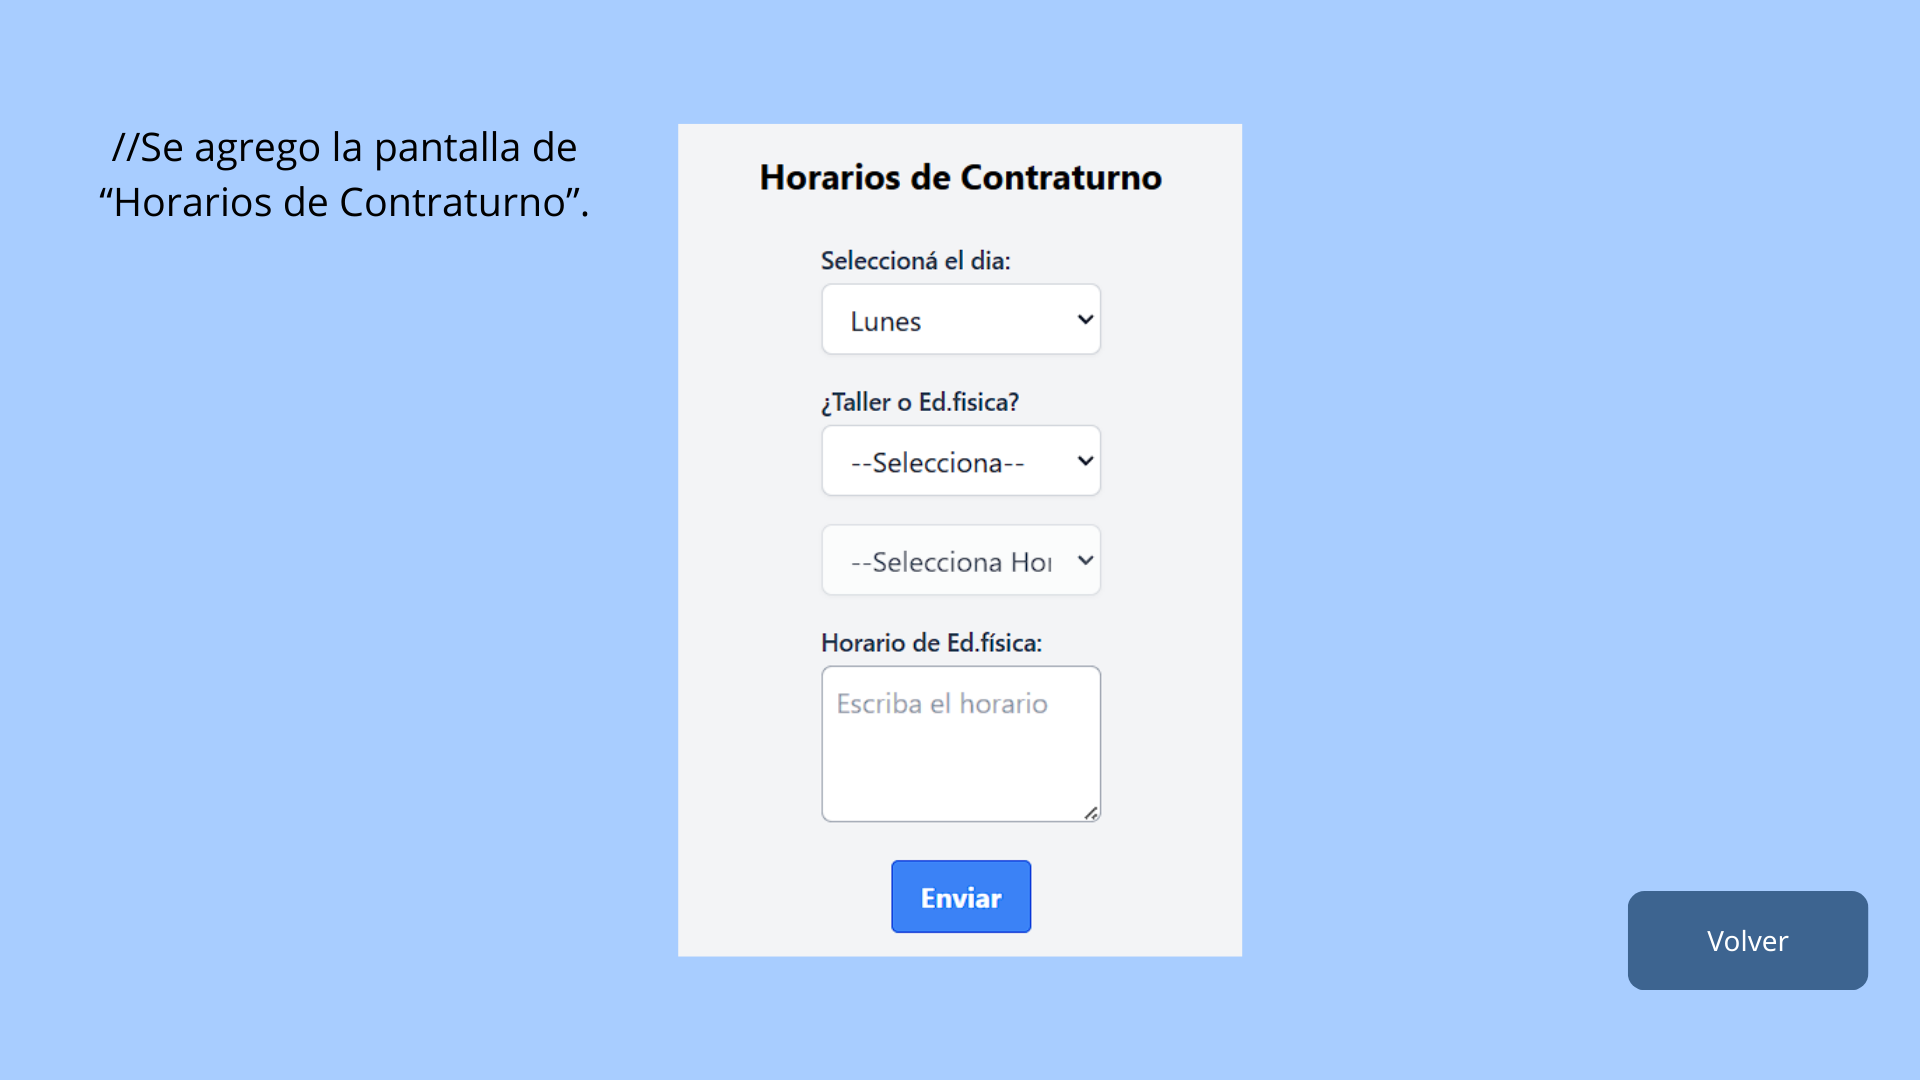 //Se agrego la pantalla de
“Horarios de Contraturno”.
Horarios de Contraturno
Seleccioná el dia:
Lunes
¿Taller o Ed.fisica?
--Selecciona--
--Selecciona Hor
Horario de Ed.física:
Escriba el horario
Enviar
Volver